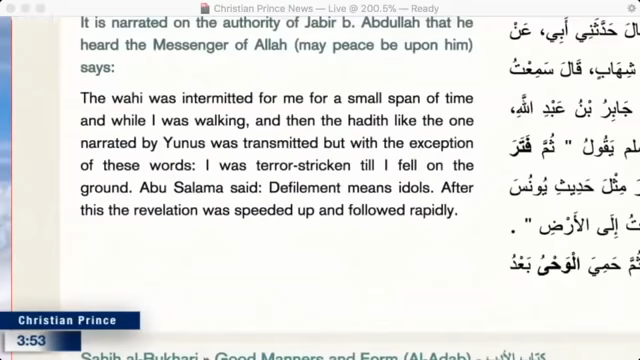 Christian Prince News — Live @ 200.5% — Ready
It is narrated on the authority of Jabir b. Abdullah that he
heard the Messenger of Allah (may peace be upon him)
says:
The wahi was intermitted for me for a small span of time
and while I was walking, and then the hadith like the one
narrated by Yunus was transmitted but with the exception
of these words: I was terror-stricken till I fell on the
ground. Abu Salama said: Defilement means idols. After
this the revelation was speeded up and followed rapidly.
حَدَّثَنِي أَبِي، عَنْ
شِهَابٍ، قَالَ سَمِعْتُ
جَابِرُ بْنُ عَبْدِ اللَّهِ،
يَقُولُ " ثُمَّ فَتَرَ
مِثْلَ حَدِيثِ يُونُسَ
إِلَى الأَرْضِ " .
ثُمَّ حَمِيَ الْوَحْىُ بَعْدُ
Christian Prince
3:53
Sahih al-Bukhari » Good Manners and Form (Al-Adab) - كتاب الأدب